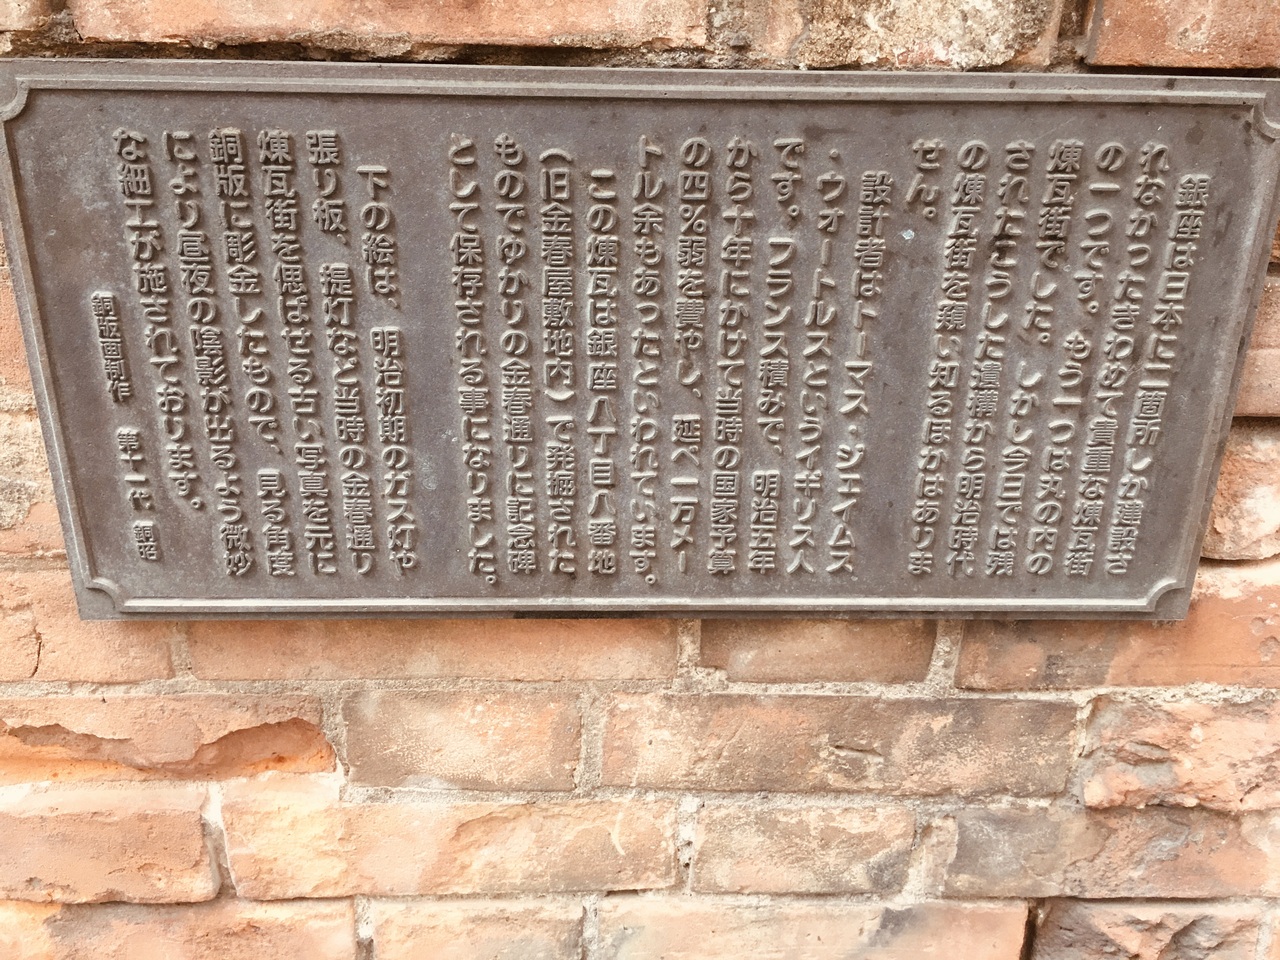 銀座は日本に二箇所しか建設さ
れなかったきわめて貴重な煉瓦街
の一つです。もう一つは丸の内の
煉瓦街でした。しかし今日では残
されたこうした遺構から明治時代
の煉瓦街を窺い知るほかはありま
せん。
設計者はトーマス・ジェイムス
・ウォートルスというイギリス人
です。フランス積みで、明治五年
から十年にかけて当時の国家予算
の四％弱を費やし、延べ一万メー
トル余もあったといわれています。
この煉瓦は銀座八丁目八番地
（旧金春屋敷地内）で発掘された
ものでゆかりの金春通りに記念碑
として保存される事になりました。
下の絵は、明治初期のガス灯や
張り板、提灯など当時の金春通り
煉瓦街を偲ばせる古い写真を元に
銅版に彫金したもので、見る角度
により昼夜の陰影が出るよう微妙
な細工が施されております。
銅版画制作 第十一代 銅昭